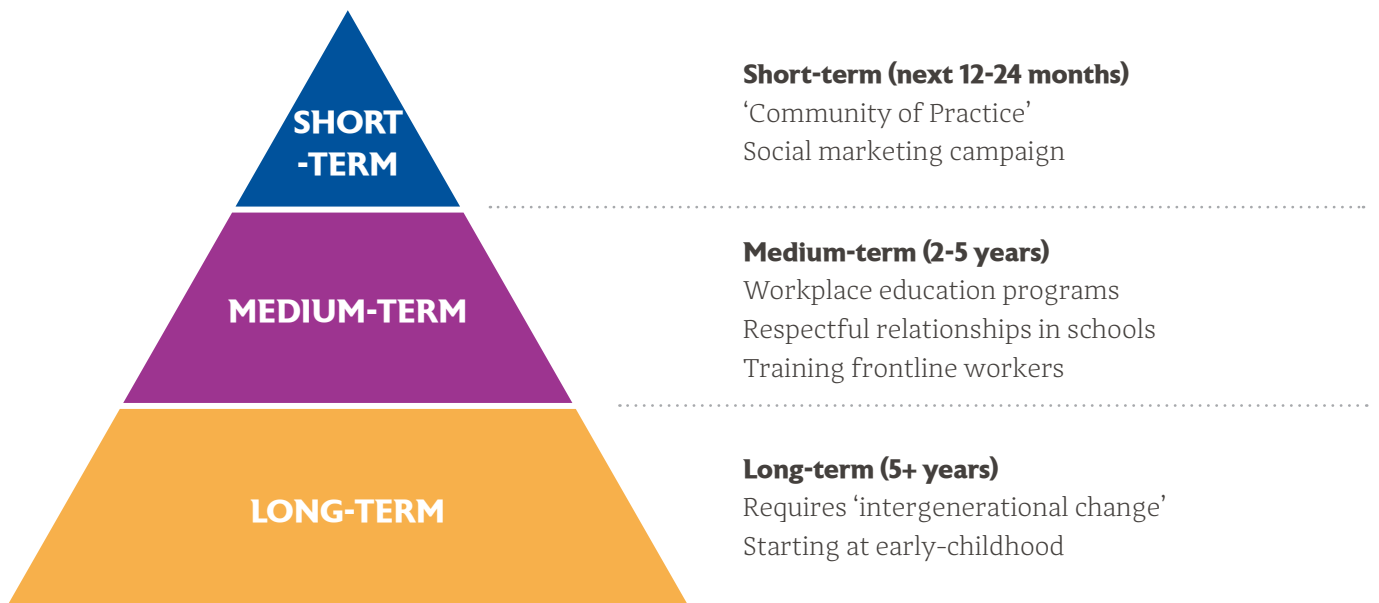 SHORT
-TERM
Short-term (next 12-24 months)
‘Community of Practice’
Social marketing campaign
MEDIUM-TERM
Medium-term (2-5 years)
Workplace education programs
Respectful relationships in schools
Training frontline workers
LONG-TERM
Long-term (5+ years)
Requires ‘intergenerational change’
Starting at early-childhood